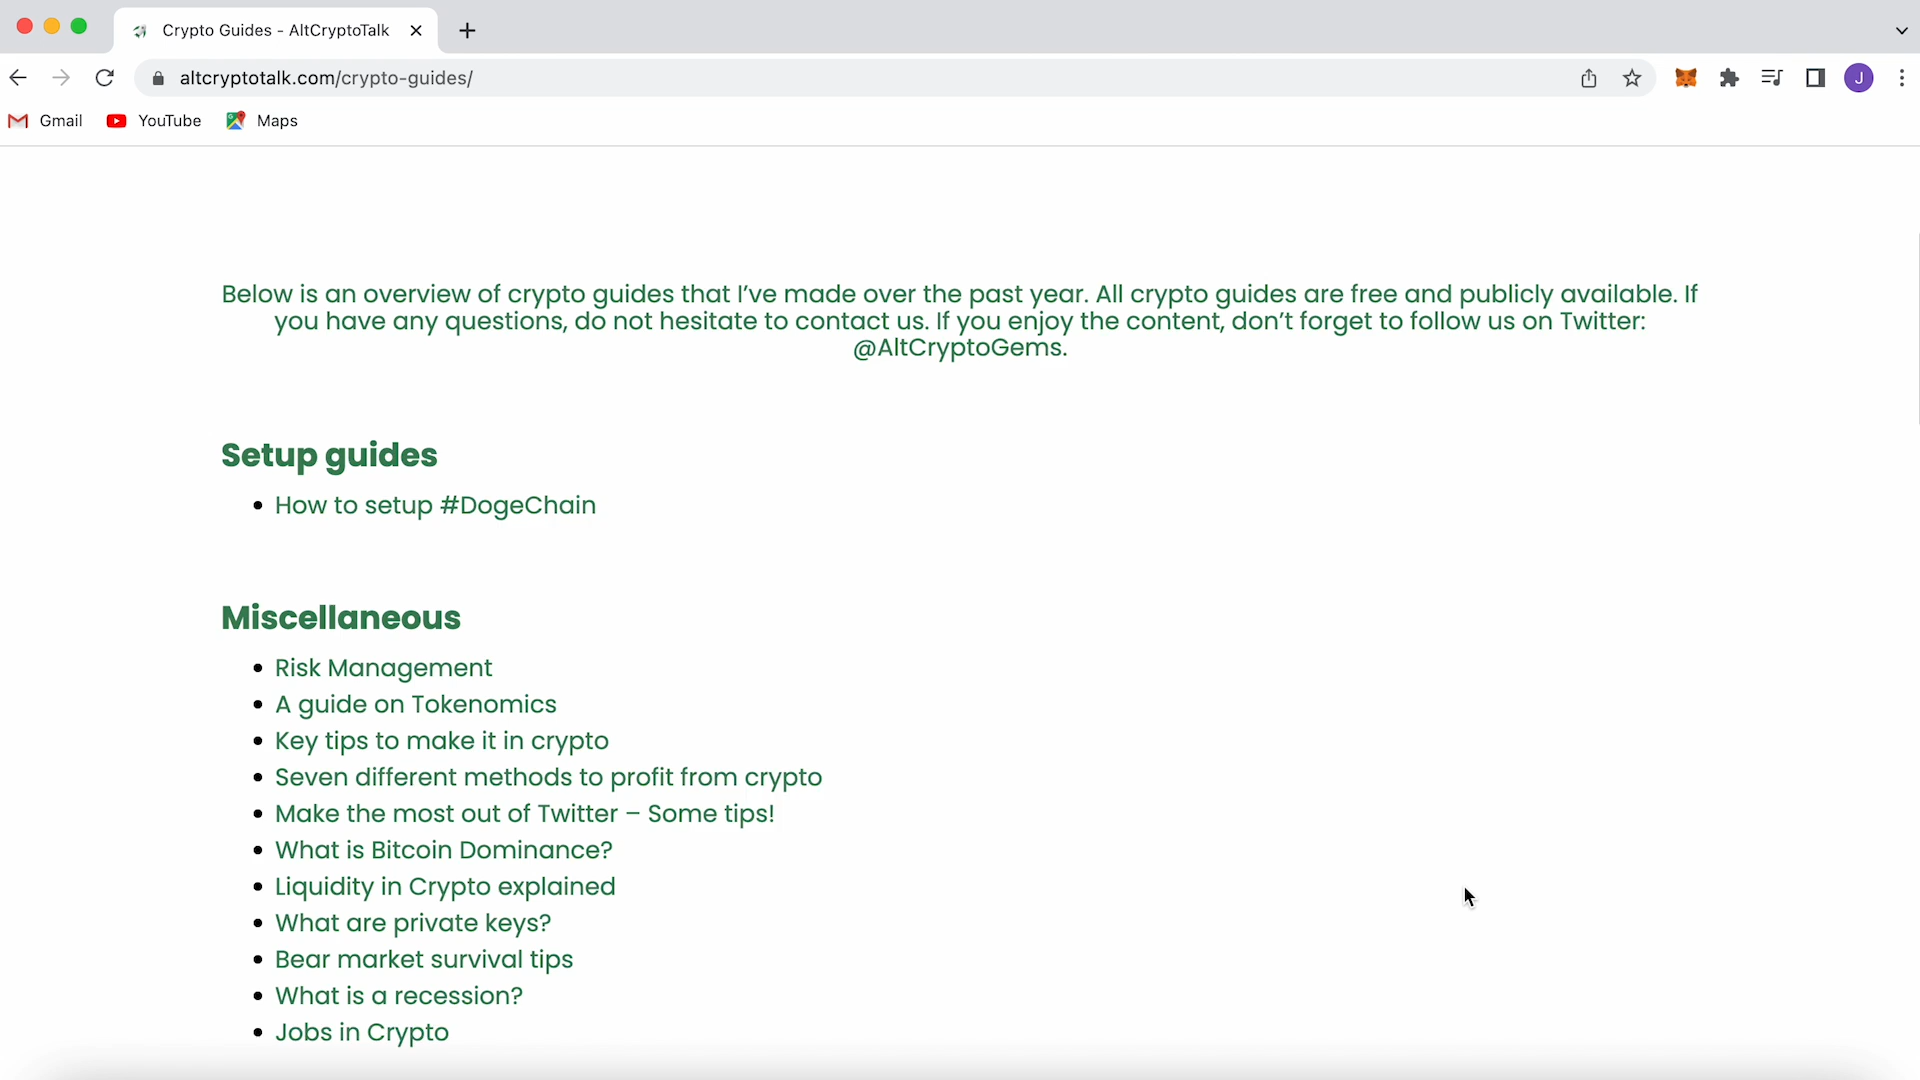 Crypto Guides - AltCryptoTalk
altcryptotalk.com/crypto-guides/
J
Gmail
YouTube
Maps
Below is an overview of crypto guides that I’ve made over the past year. All crypto guides are free and publicly available. If
you have any questions, do not hesitate to contact us. If you enjoy the content, don’t forget to follow us on Twitter:
@AltCryptoGems.
Setup guides
• How to setup #DogeChain
Miscellaneous
• Risk Management
• A guide on Tokenomics
• Key tips to make it in crypto
• Seven different methods to profit from crypto
• Make the most out of Twitter – Some tips!
• What is Bitcoin Dominance?
• Liquidity in Crypto explained
• What are private keys?
• Bear market survival tips
• What is a recession?
• Jobs in Crypto